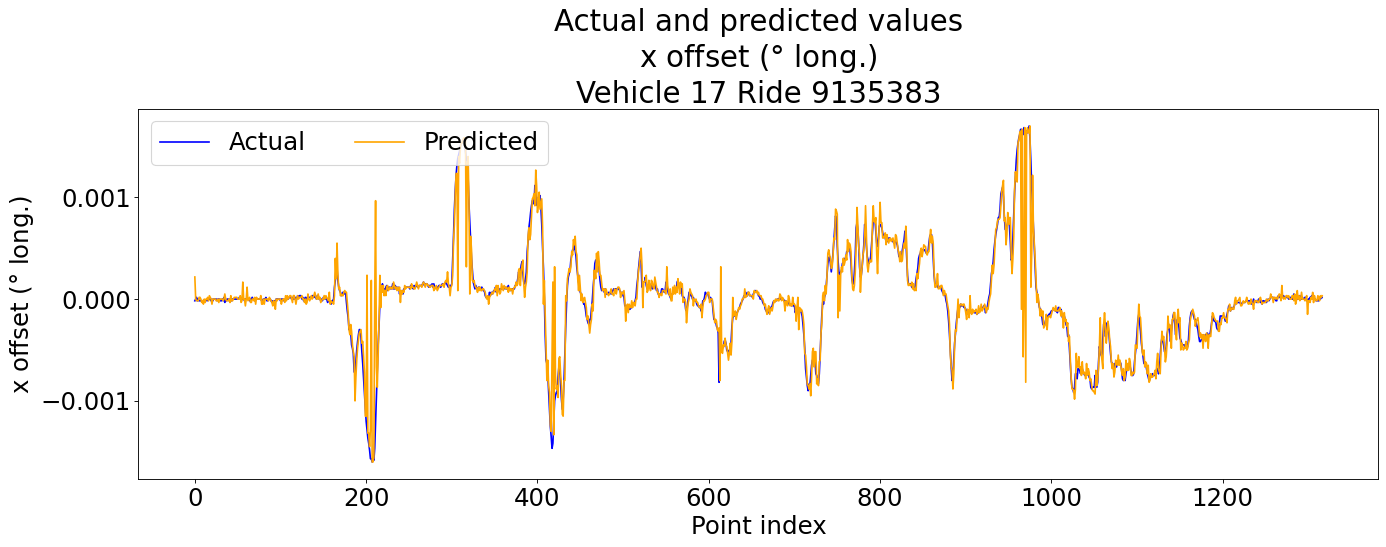 Actual and predicted values
x offset (° long.)
Vehicle 17 Ride 9135383
Actual
Predicted
x offset (° long.)
0.001
0.000
−0.001
0
200
400
600
800
1000
1200
Point index